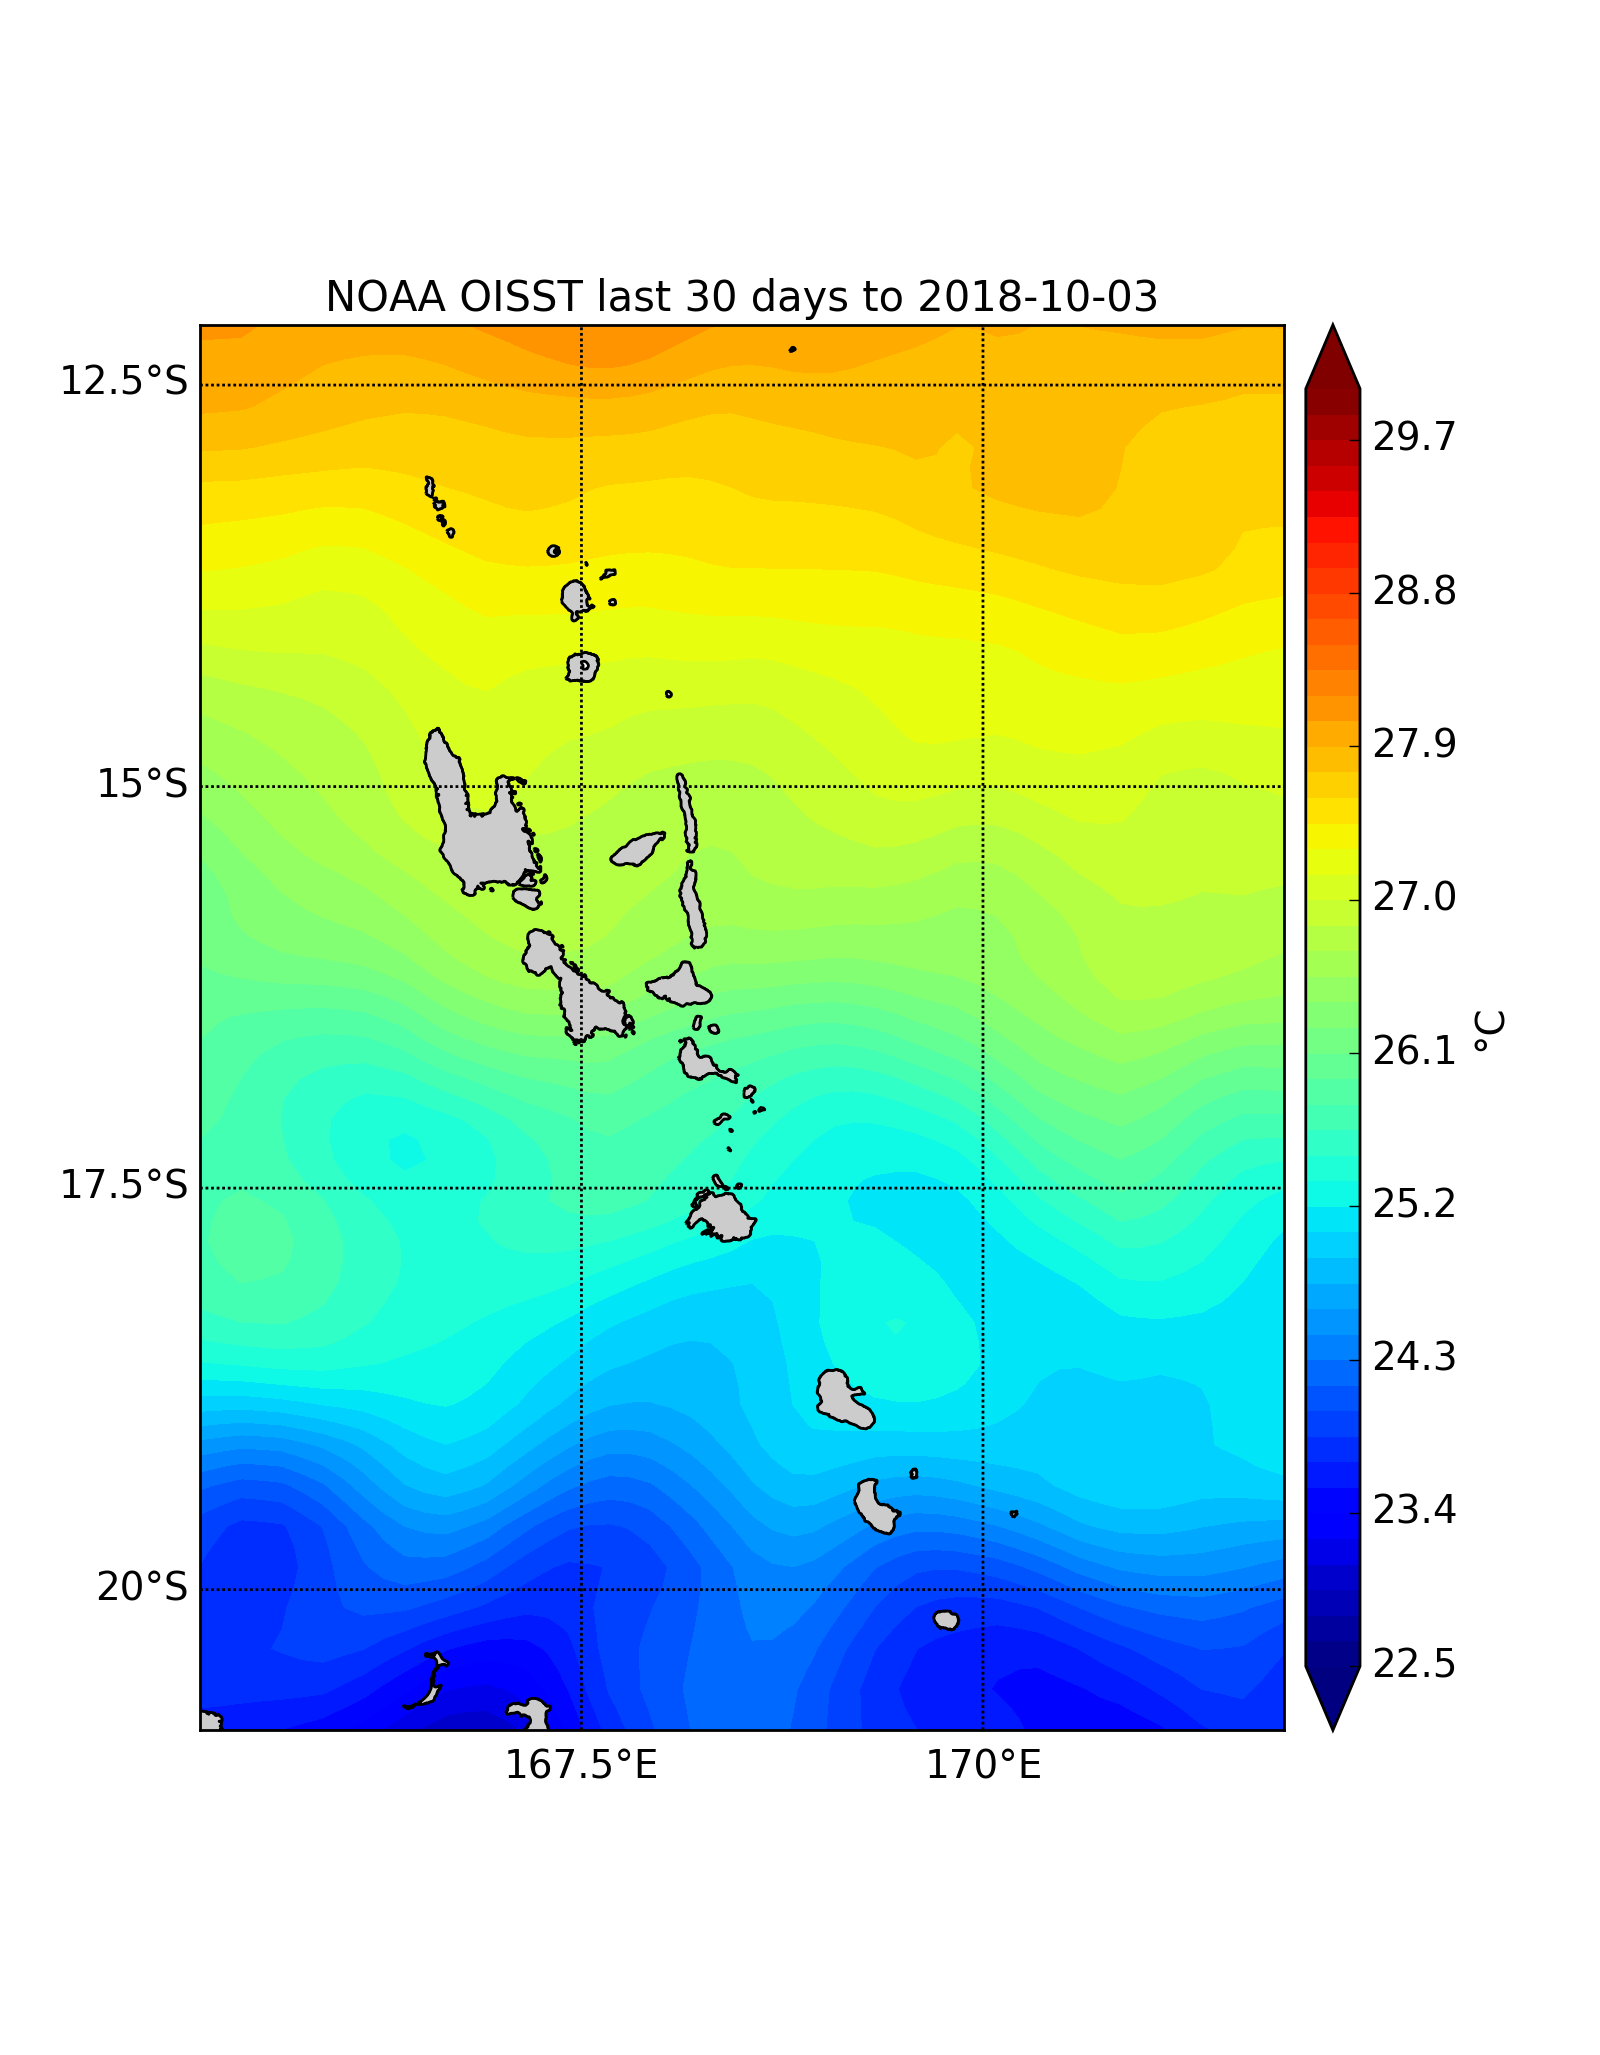 NOAA OISST last 30 days to 2018-10-03
12.5°S
15°S
17.5°S
20°S
167.5°E
170°E
29.7
28.8
27.9
27.0
26.1
25.2
24.3
23.4
22.5
°C